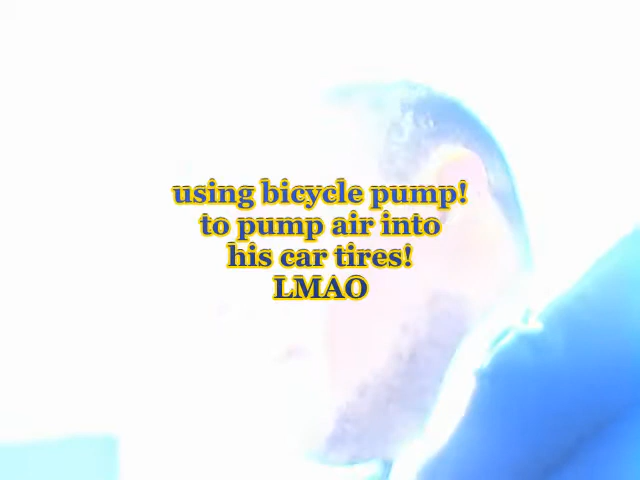 using bicycle pump!
to pump air into
his car tires!
LMAO